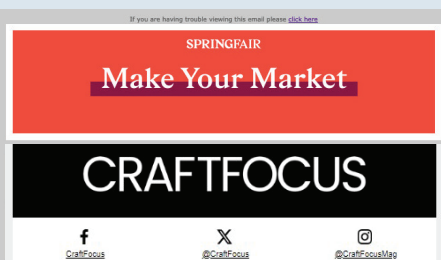 If you are having trouble viewing this email please click here
SPRINGFAIR
Make Your Market
CRAFTFOCUS
CraftFocus
@CraftFocus
@CraftFocusMag